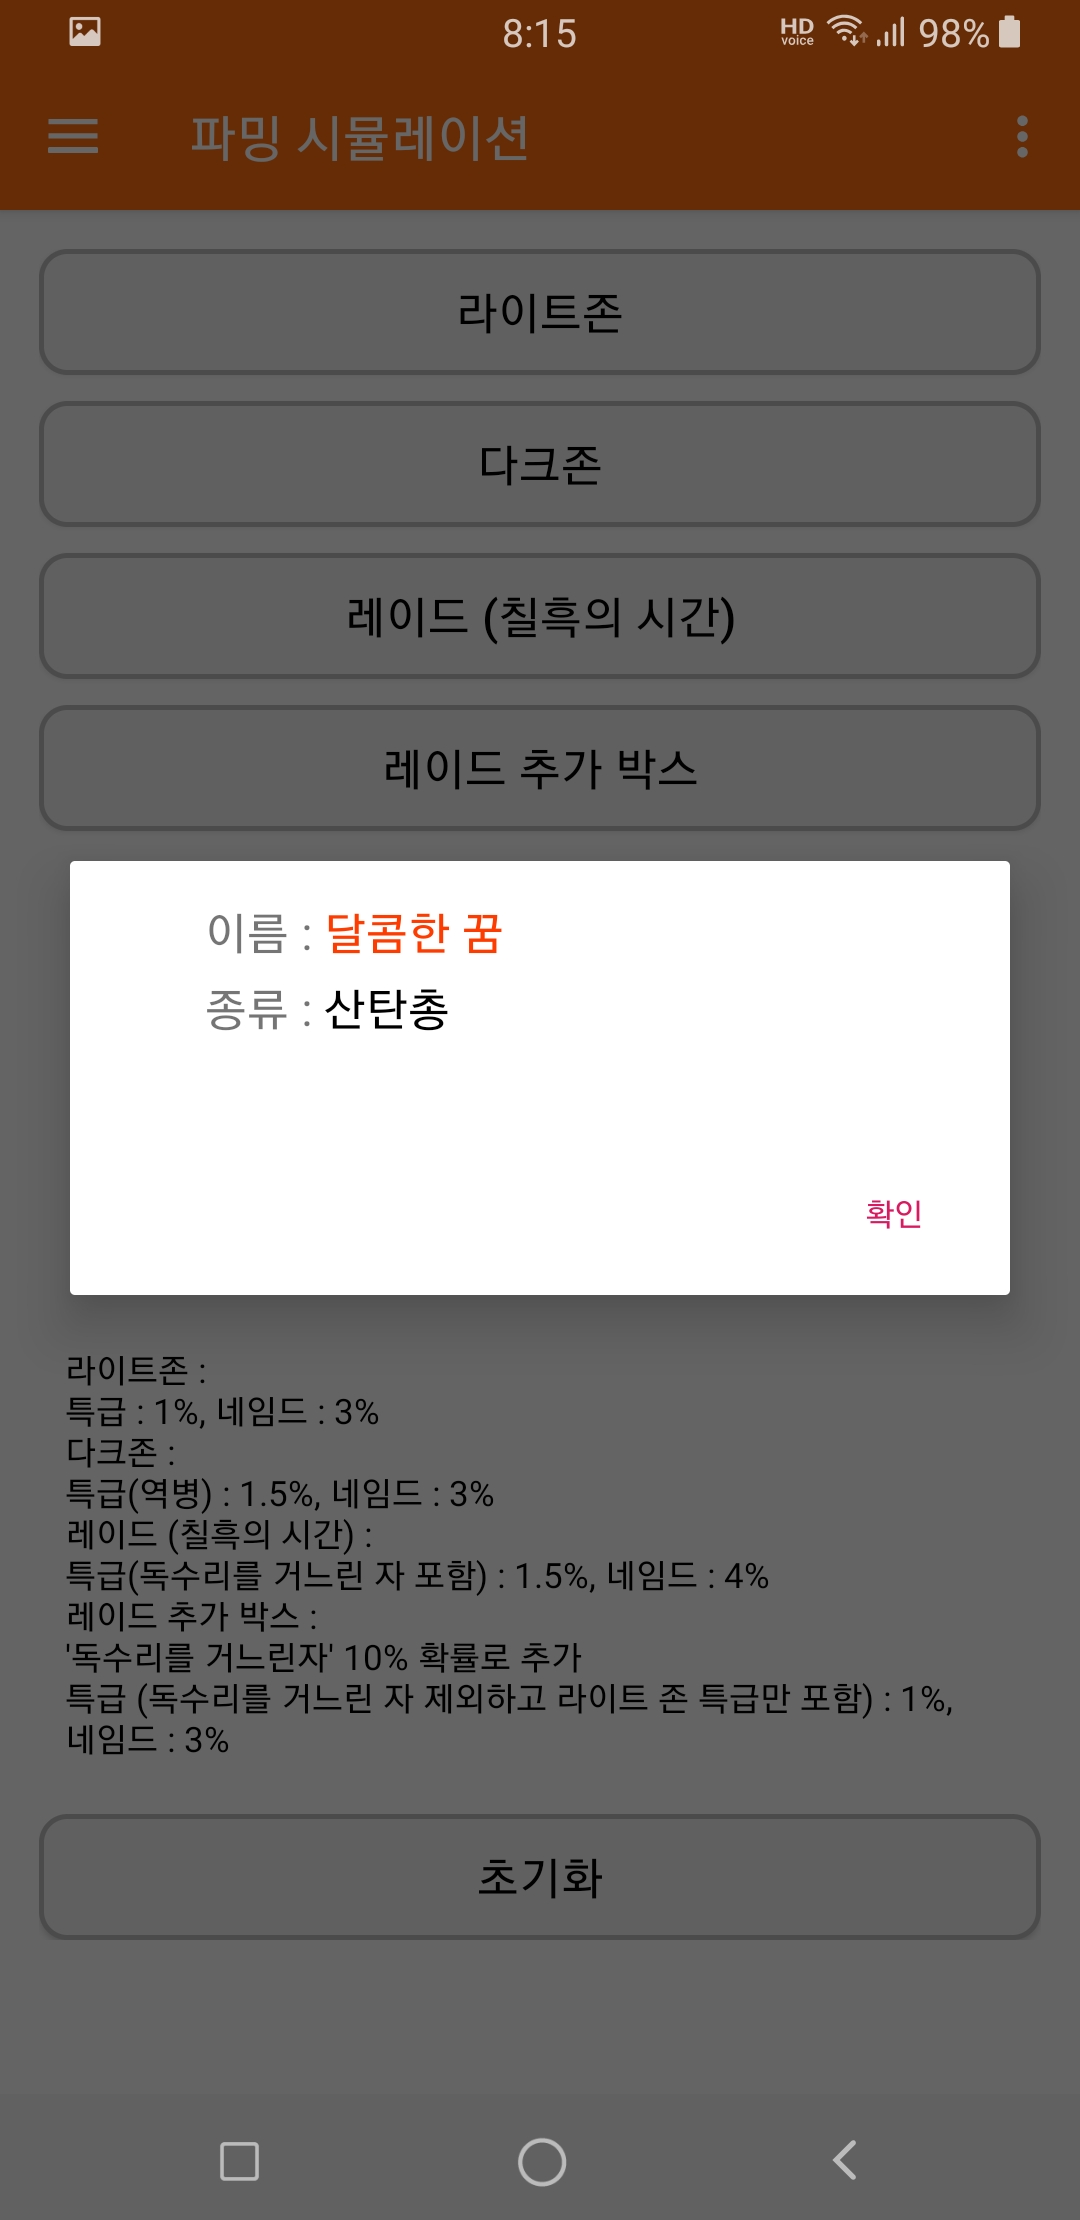 8:15
HD voice 98%
파밍 시뮬레이션
라이트존
다크존
레이드 (칠흑의 시간)
레이드 추가 박스
이름 : 달콤한 꿈
종류 : 산탄총
확인
라이트존 :
특급 : 1%, 네임드 : 3%
다크존 :
특급(역병) : 1.5%, 네임드 : 3%
레이드 (칠흑의 시간) :
특급(독수리를 거느린 자 포함) : 1.5%, 네임드 : 4%
레이드 추가 박스 :
'독수리를 거느린자' 10% 확률로 추가
특급 (독수리를 거느린 자 제외하고 라이트 존 특급만 포함) : 1%,
네임드 : 3%
초기화